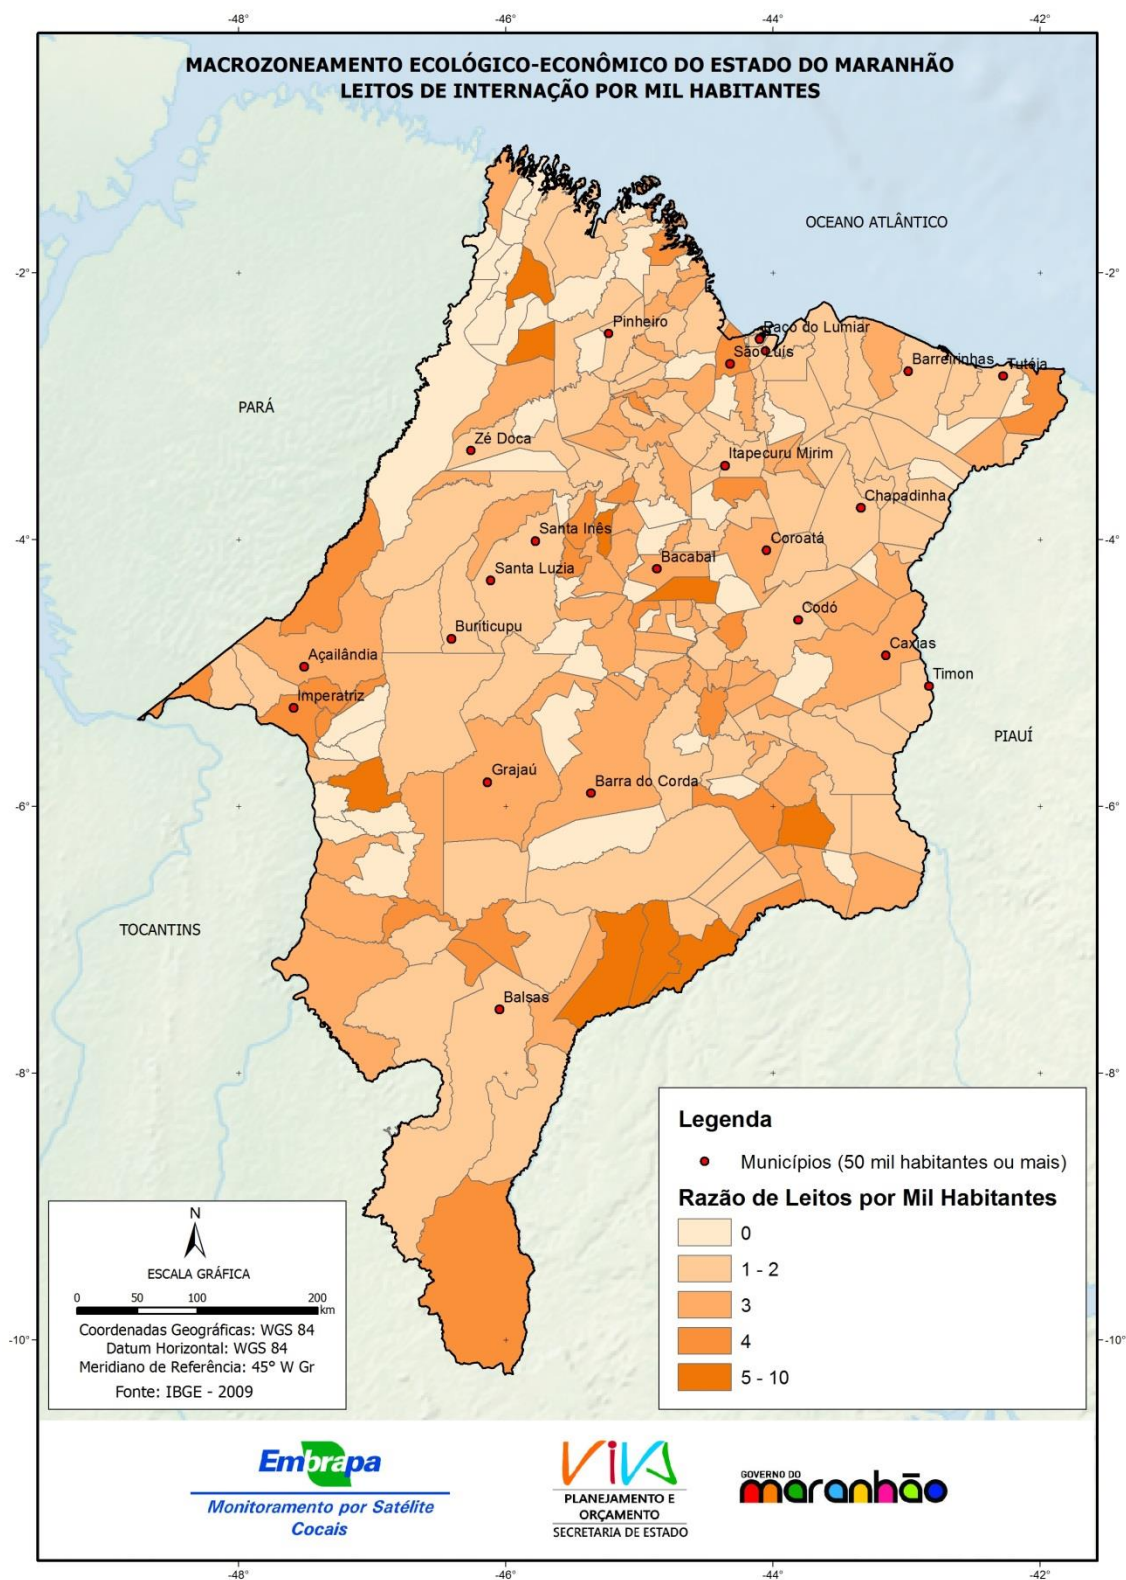 -48°
-46°
-44°
-42°
MACROZONEAMENTO ECOLÓGICO-ECONÔMICO DO ESTADO DO MARANHÃO
LEITOS DE INTERNAÇÃO POR MIL HABITANTES
OCEANO ATLÂNTICO
-2°
-2°
Pinheiro
Paço do Lumiar
São Luís
Barreirinhas
Tutóia
PARÁ
Zé Doca
Itapecuru Mirim
Chapadinha
-4°
-4°
Santa Inês
Coroatá
Bacabal
Santa Luzia
Codó
Buriticupu
Açailândia
Caxias
Timon
Imperatriz
PIAUÍ
Grajaú
Barra do Corda
-6°
-6°
TOCANTINS
Balsas
-8°
-8°
Legenda
Municípios (50 mil habitantes ou mais)
Razão de Leitos por Mil Habitantes
0
1 - 2
3
4
5 - 10
N
ESCALA GRÁFICA
0 50 100 200
km
Coordenadas Geográficas: WGS 84
Datum Horizontal: WGS 84
Meridiano de Referência: 45° W Gr
Fonte: IBGE - 2009
-10°
-10°
Embrapa
Monitoramento por Satélite
Cocais
VIVA
PLANEJAMENTO E
ORÇAMENTO
SECRETARIA DE ESTADO
GOVERNO DO
maranhão
-48°
-46°
-44°
-42°